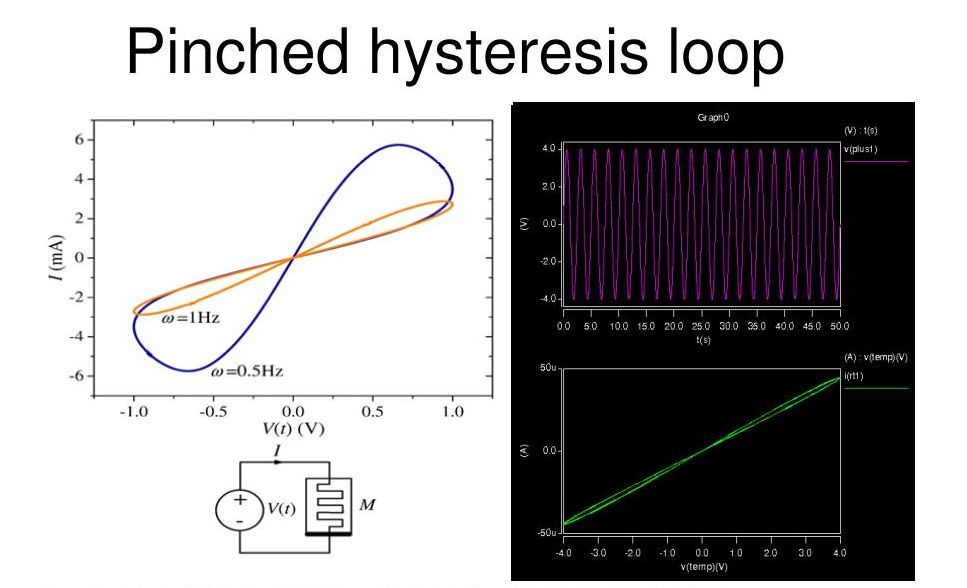 Pinched hysteresis loop
6
4
2
0
-2
-4
-6
I (mA)
ω=1Hz
ω=0.5Hz
-1.0 -0.5 0.0 0.5 1.0
V(t) (V)
I
+
-
V(t)
M
Graph0
(V) : t(s)
v(plus1)
4.0
2.0
0.0
-2.0
-4.0
(V)
0.0 5.0 10.0 15.0 20.0 25.0 30.0 35.0 40.0 45.0 50.0
t(s)
(A) : v(temp)(V)
i(rt1)
50u
0.0
-50u
(A)
-4.0 -3.0 -2.0 -1.0 0.0 1.0 2.0 3.0 4.0
v(temp)(V)